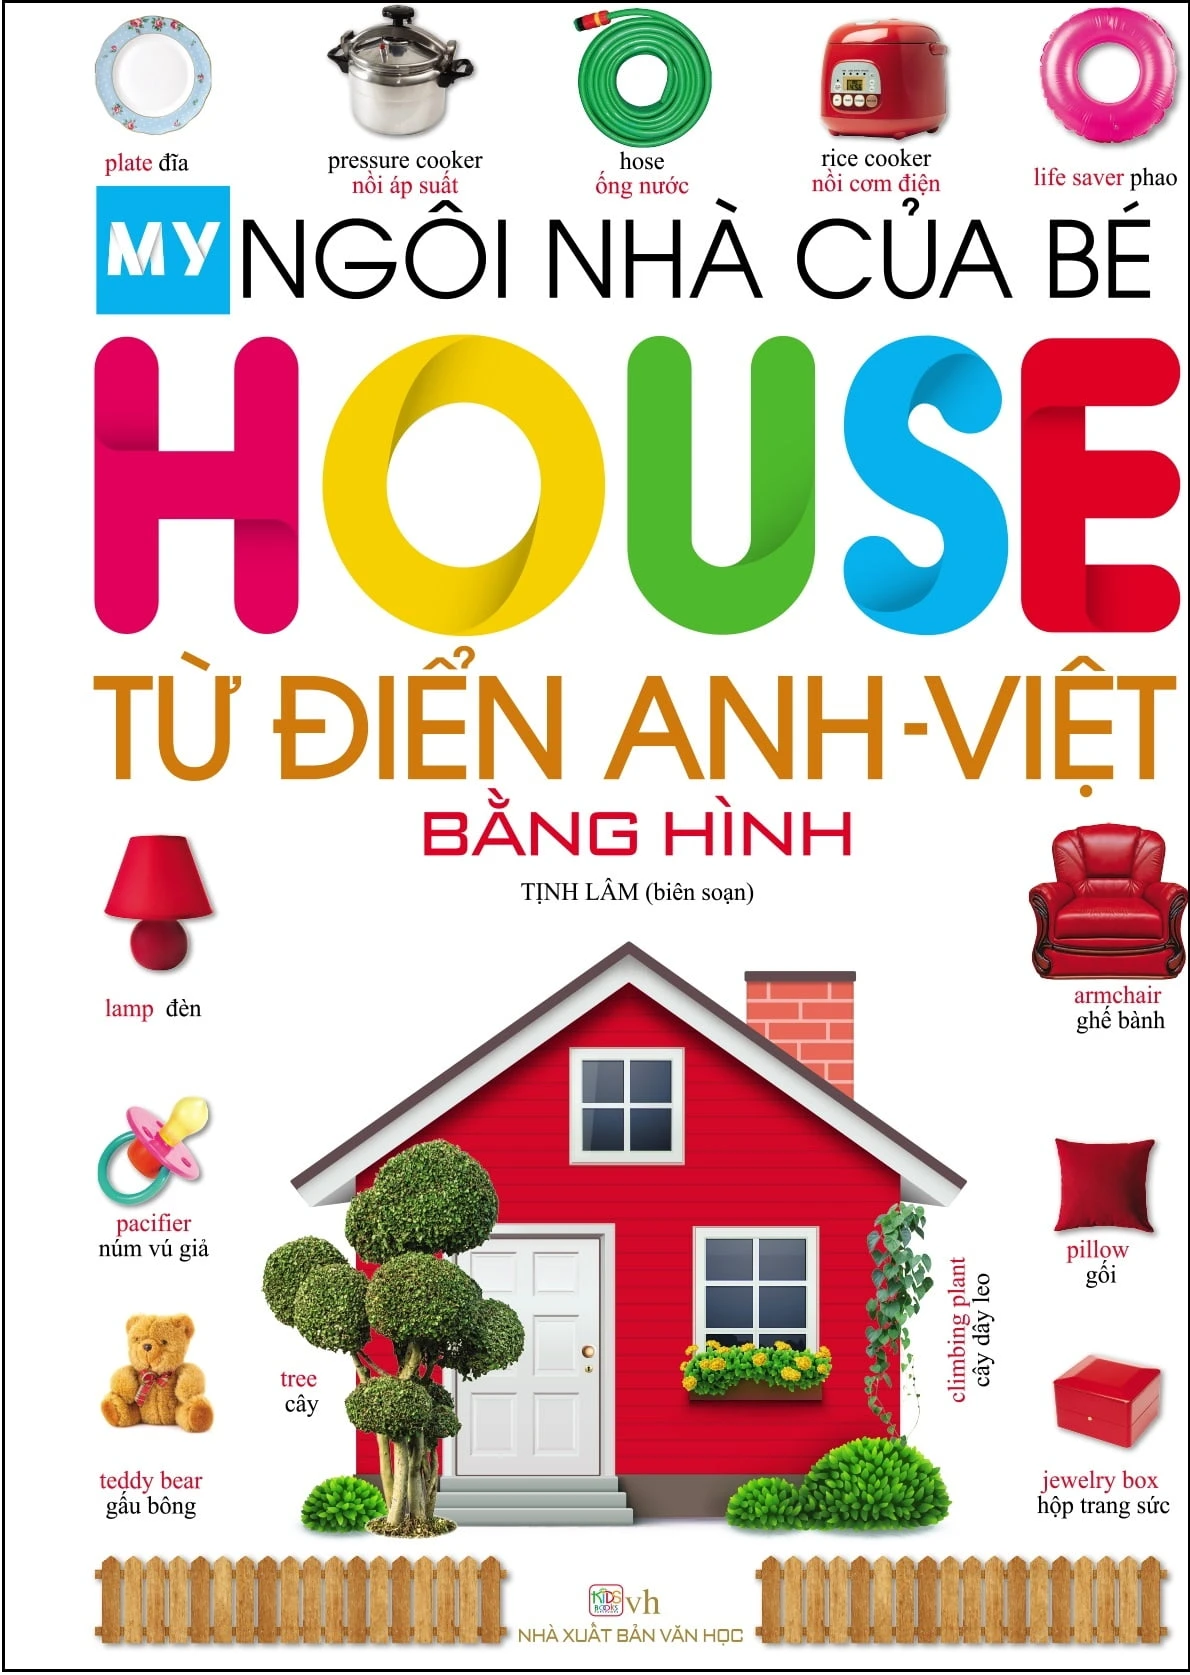 plate đĩa
pressure cooker
nồi áp suất
hose
ống nước
rice cooker
nồi cơm điện
life saver phao
MY NGÔI NHÀ CỦA BÉ
HOUSE
TỪ ĐIỂN ANH-VIỆT
BẰNG HÌNH
TỊNH LÂM (biên soạn)
lamp đèn
armchair
ghế bành
pacifier
núm vú giả
pillow
gối
climbing plant
cây dây leo
tree
cây
teddy bear
gấu bông
jewelry box
hộp trang sức
KIDS
BOOKS
vh
NHÀ XUẤT BẢN VĂN HỌC